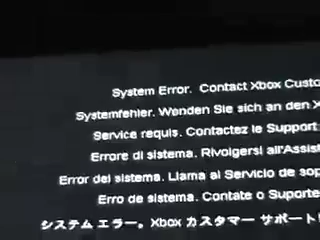 System Error. Contact Xbox Custo
Systemfehler. Wenden Sie sich an den X
Service requis. Contactez le Support
Errore di sistema. Rivolgersi all'Assist
Error del sistema. Llama al Servicio de sop
Erro de sistema. Contate o Suporte
システム エラー。 Xbox カスタマー サポート